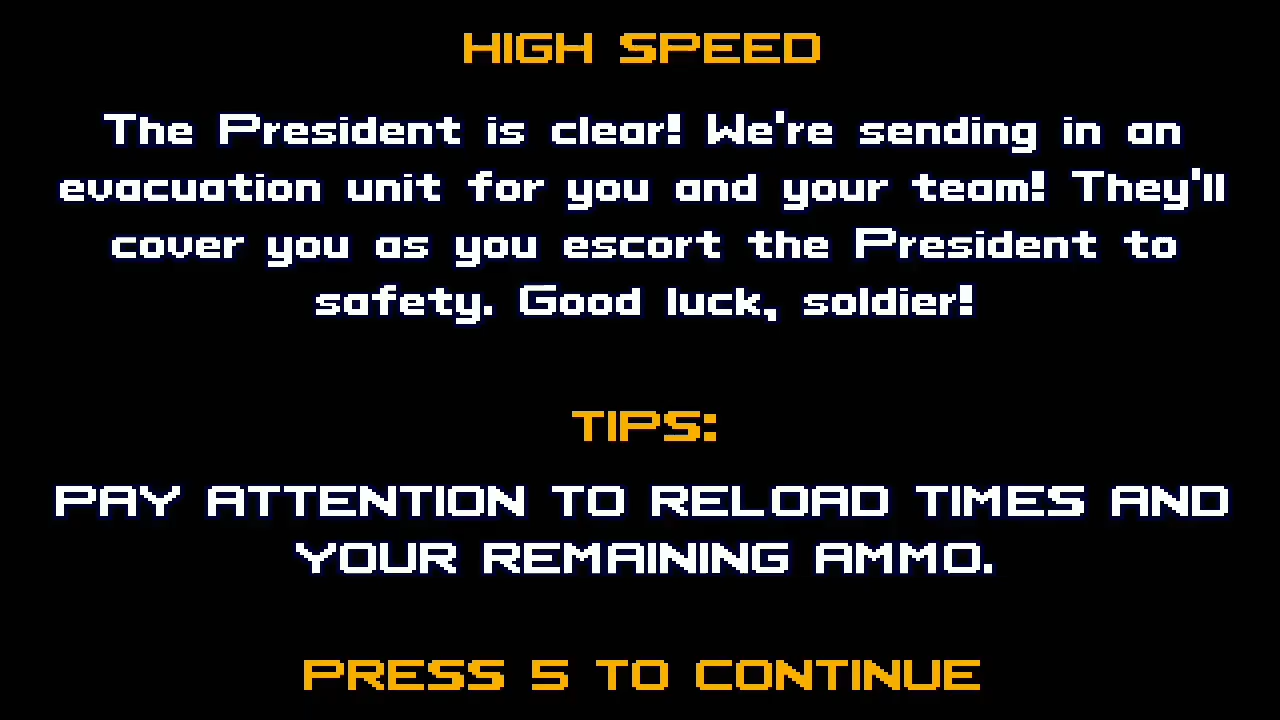 HIGH SPEED
The President is clear! We're sending in an
evacuation unit for you and your team! They'll
cover you as you escort the President to
safety. Good luck, soldier!
TIPS:
PAY ATTENTION TO RELOAD TIMES AND
YOUR REMAINING AMMO.
PRESS 5 TO CONTINUE